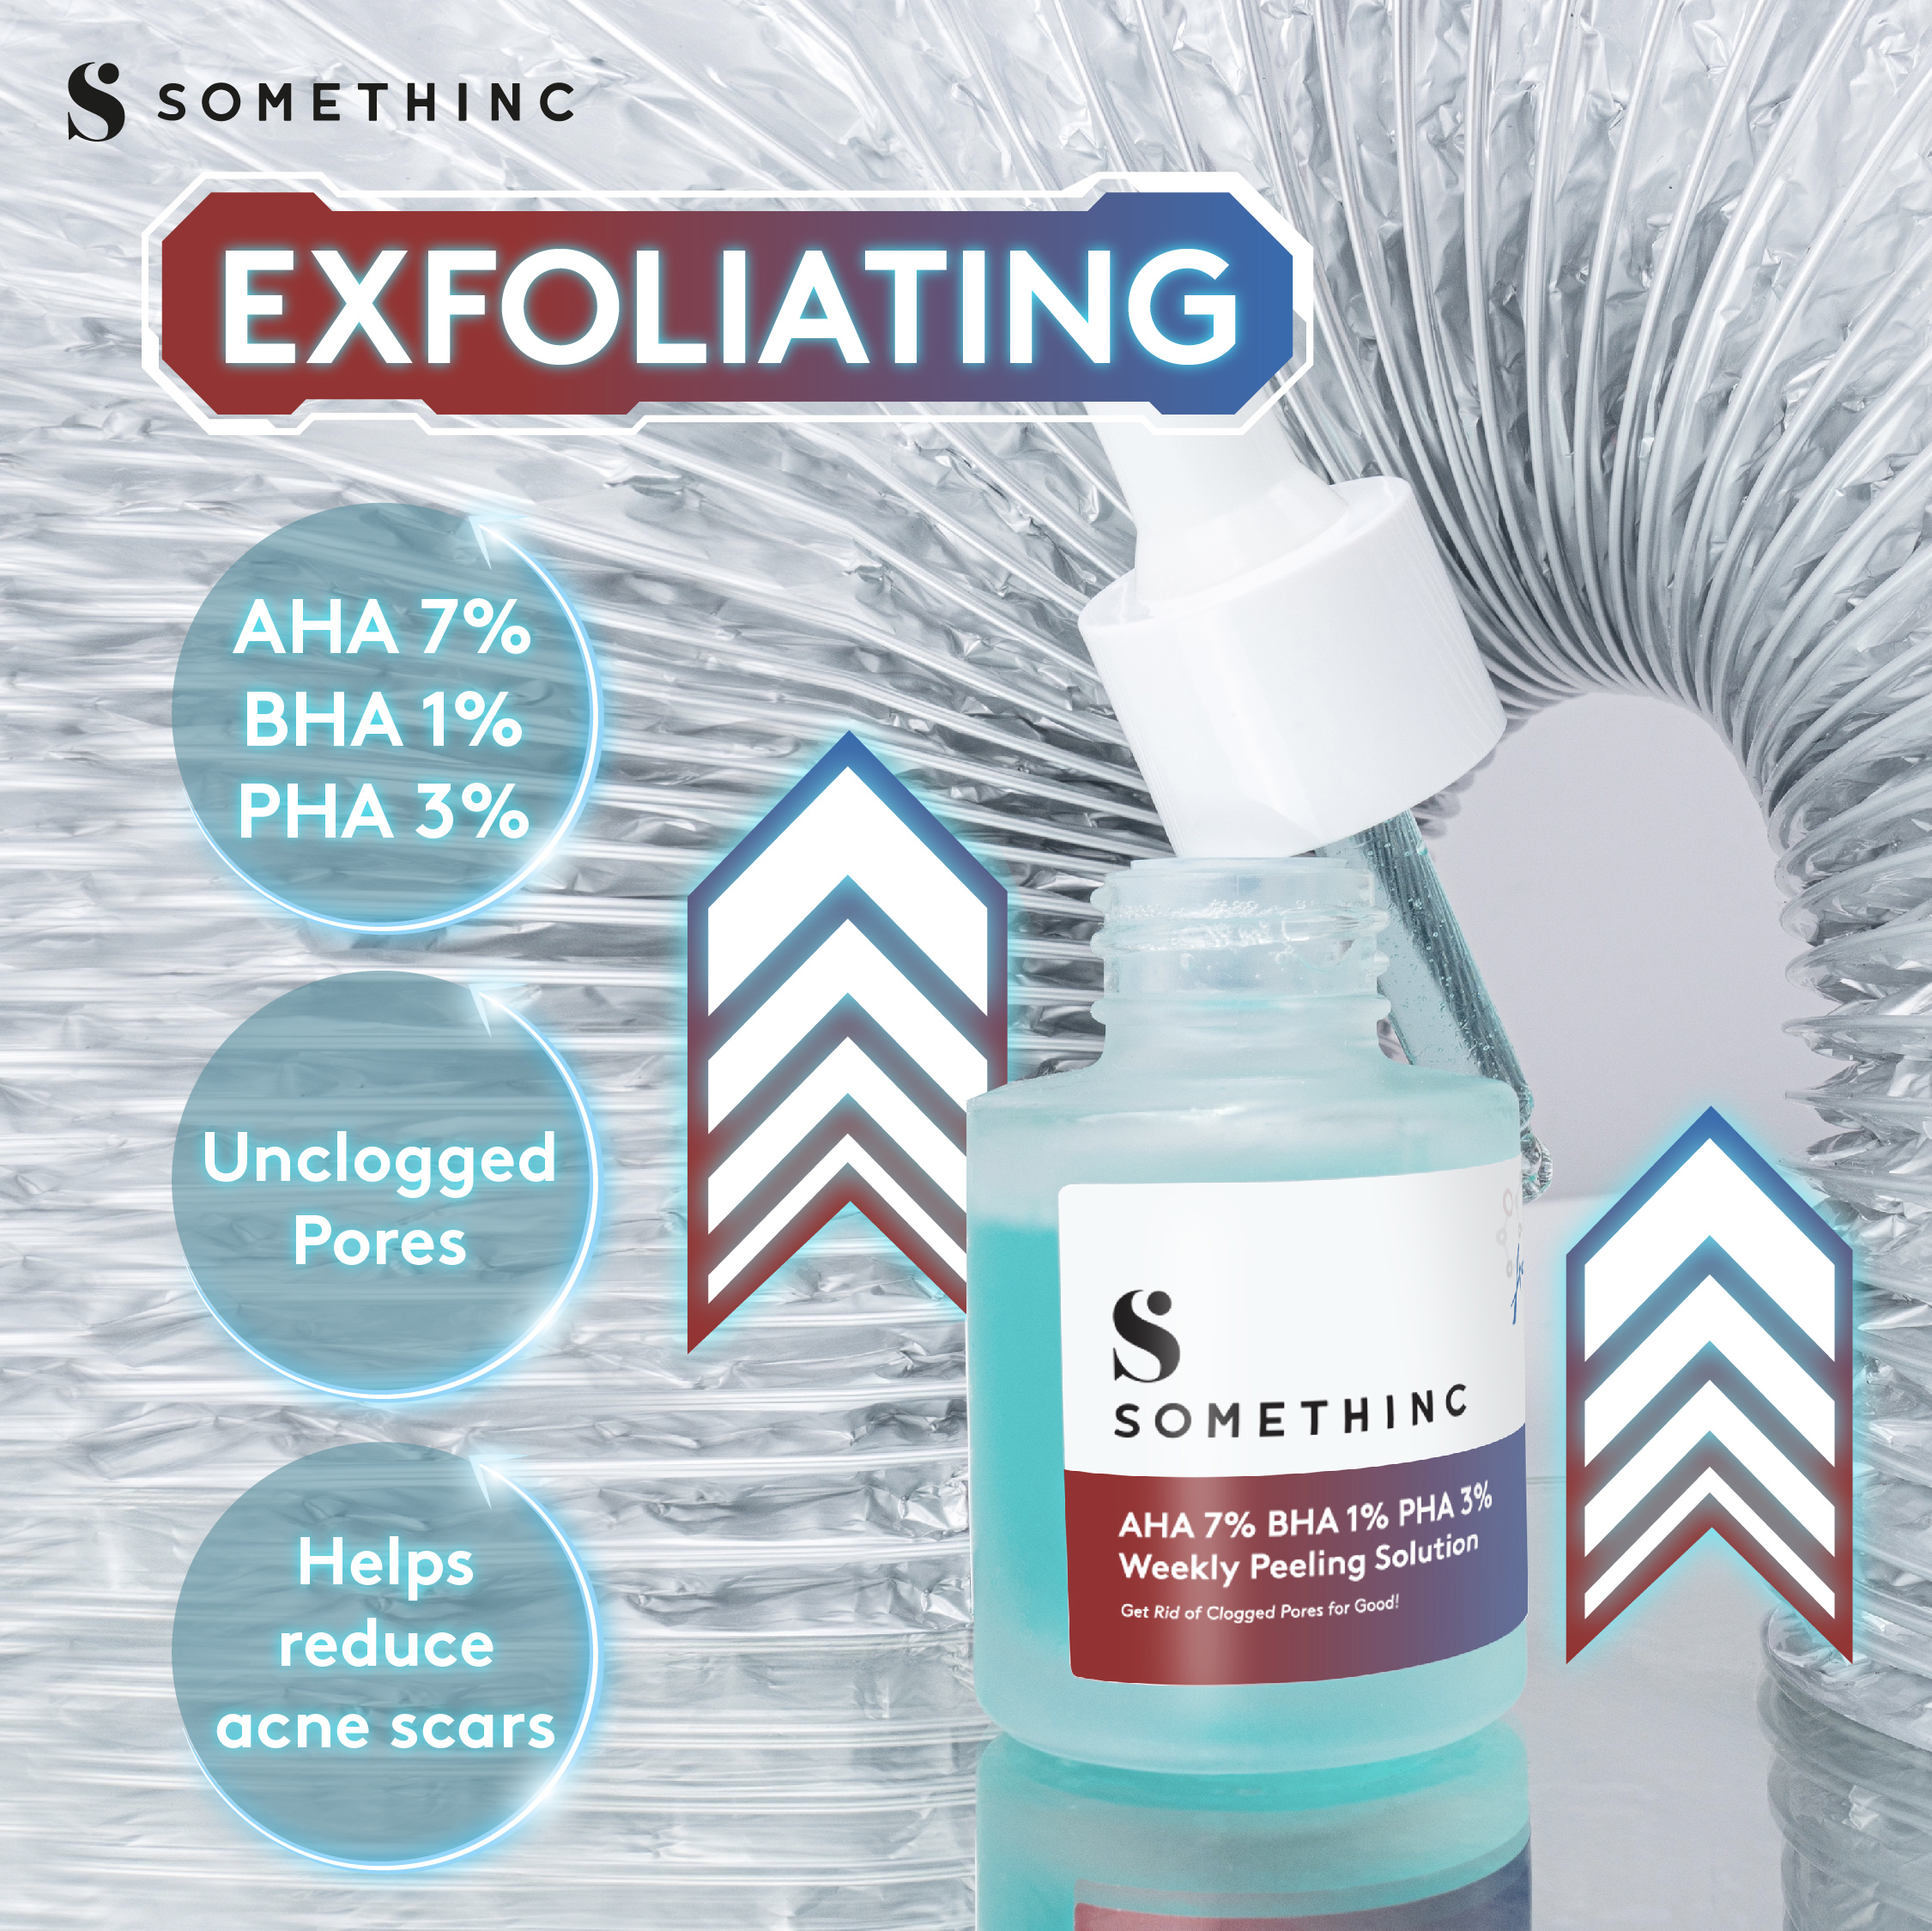 SOMETHINC
EXFOLIATING
AHA 7%
BHA 1%
PHA 3%
Unclogged
Pores
Helps
reduce
acne scars
SOMETHINC
AHA 7% BHA 1% PHA 3%
Weekly Peeling Solution
Get Rid of Clogged Pores for Good!